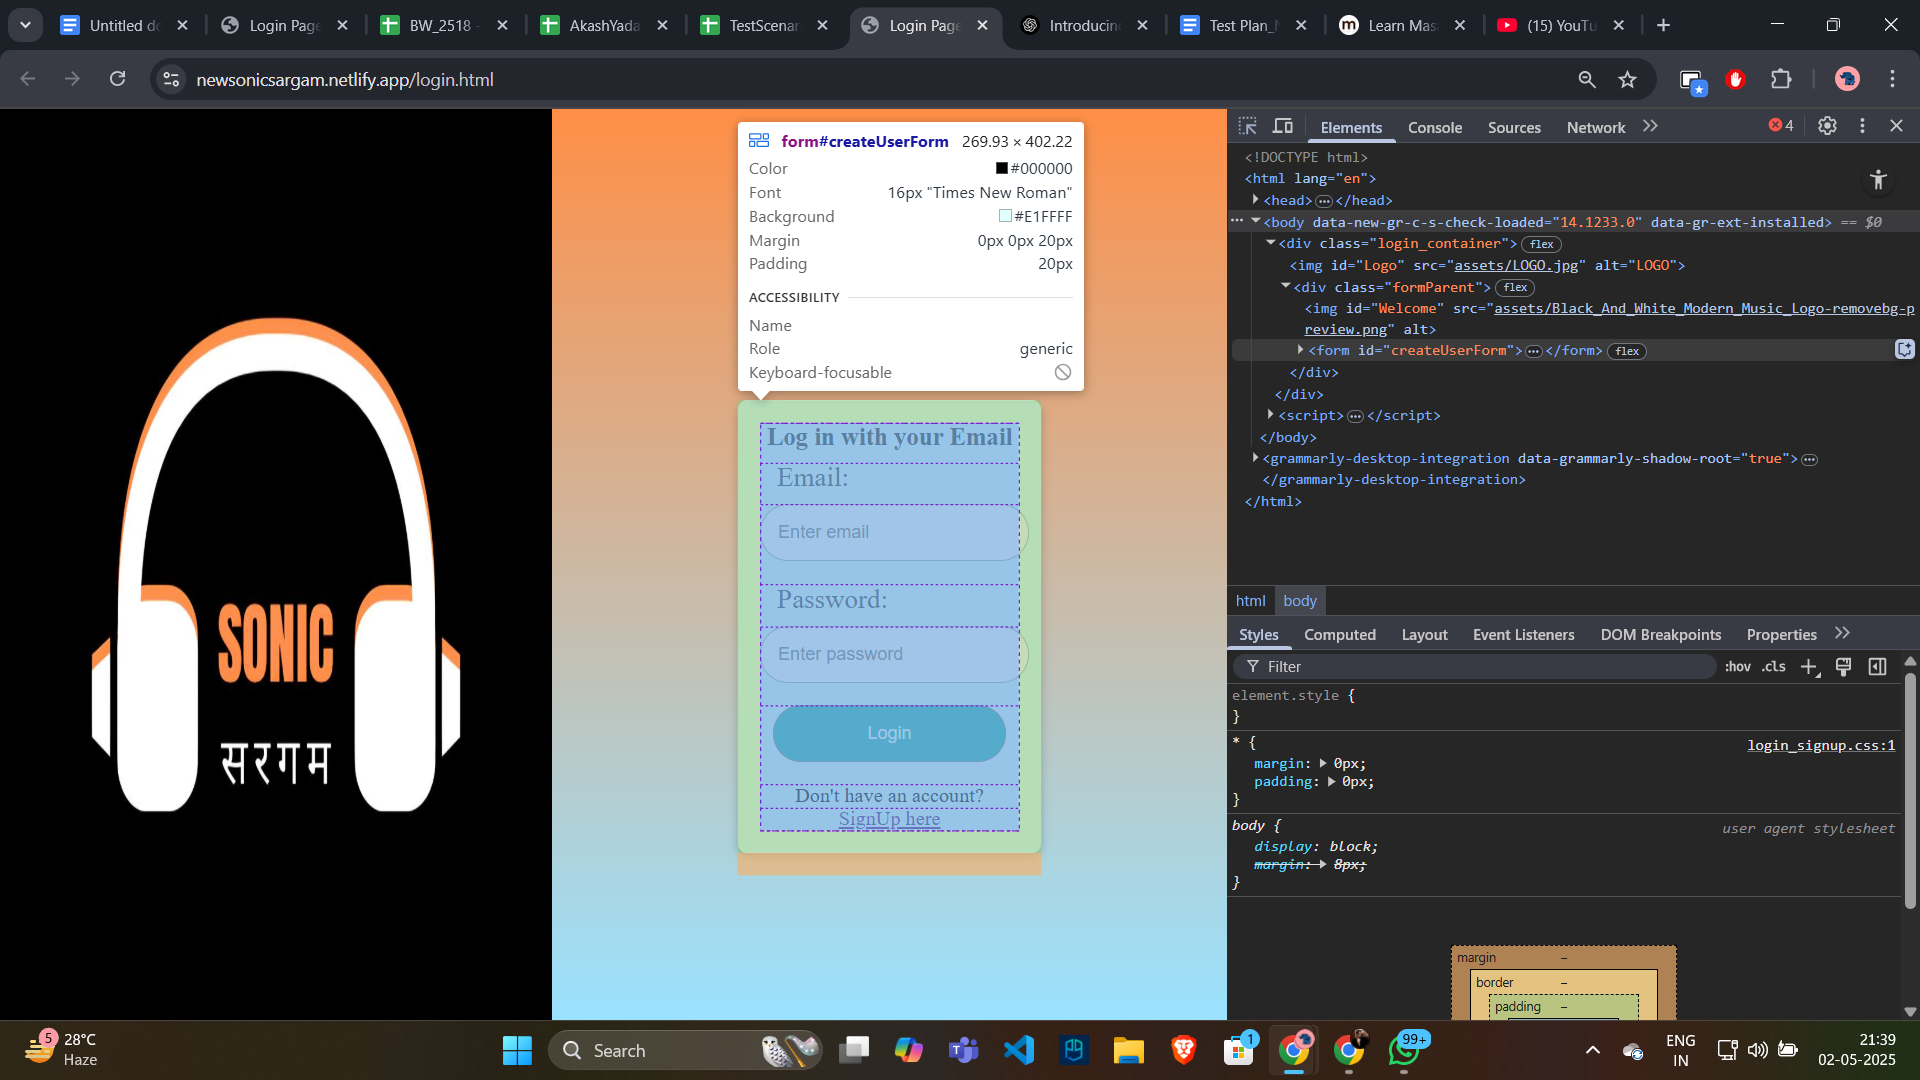 Untitled do
Login Page
BW_2518 -
AkashYada
TestScenari
Login Page
Introducing
Test Plan_N
Learn Mas
(15) YouTu
newsonicsargam.netlify.app/login.html
SONIC
सरगम
form#createUserForm 269.93 × 402.22
Color #000000
Font 16px "Times New Roman"
Background #E1FFFF
Margin 0px 0px 20px
Padding 20px
ACCESSIBILITY
Name
Role generic
Keyboard-focusable
Log in with your Email
Email:
Enter email
Password:
Enter password
Login
Don't have an account?
SignUp here
Elements Console Sources Network 4
<!DOCTYPE html>
<html lang="en">
<head> </head>
<body data-new-gr-c-s-check-loaded="14.1233.0" data-gr-ext-installed> == $0
<div class="login_container"> flex
<img id="Logo" src="assets/LOGO.jpg" alt="LOGO">
<div class="formParent"> flex
<img id="Welcome" src="assets/Black_And_White_Modern_Music_Logo-removebg-p
review.png" alt>
<form id="createUserForm"> </form> flex
</div>
</div>
<script> </script>
</body>
<grammarly-desktop-integration data-grammarly-shadow-root="true">
</grammarly-desktop-integration>
</html>
html body
Styles Computed Layout Event Listeners DOM Breakpoints Properties
Filter :hov .cls
element.style {
}
* { login_signup.css:1
margin: 0px;
padding: 0px;
}
body { user agent stylesheet
display: block;
margin: 8px;
}
margin –
border –
padding –
5
28°C
Haze
Search
1
99+
ENG
IN
21:39
02-05-2025